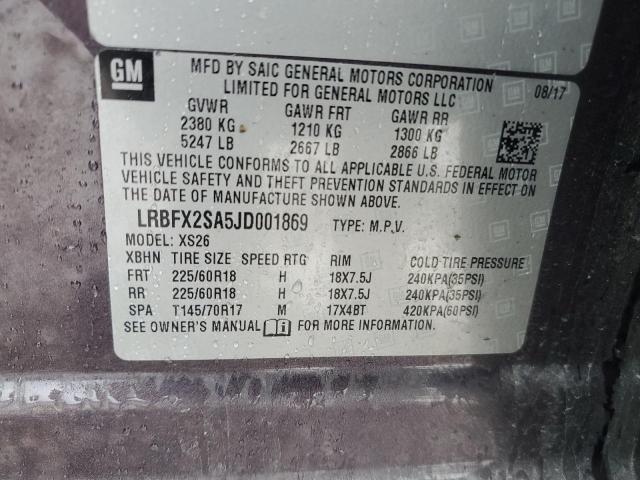 GM
MFD BY SAIC GENERAL MOTORS CORPORATION
LIMITED FOR GENERAL MOTORS LLC
08/17
GVWR GAWR FRT GAWR RR
2380 KG 1210 KG 1300 KG
5247 LB 2667 LB 2866 LB
THIS VEHICLE CONFORMS TO ALL APPLICABLE U.S. FEDERAL MOTOR
VEHICLE SAFETY AND THEFT PREVENTION STANDARDS IN EFFECT ON
THE DATE OF MANUFACTURE SHOWN ABOVE.
LRBFX2SA5JD001869 TYPE: M.P.V.
MODEL: XS26
XBHN TIRE SIZE SPEED RTG RIM COLD TIRE PRESSURE
FRT 225/60R18 H 18X7.5J 240KPA(35PSI)
RR 225/60R18 H 18X7.5J 240KPA(35PSI)
SPA T145/70R17 M 17X4BT 420KPA(60PSI)
SEE OWNER'S MANUAL FOR MORE INFORMATION.